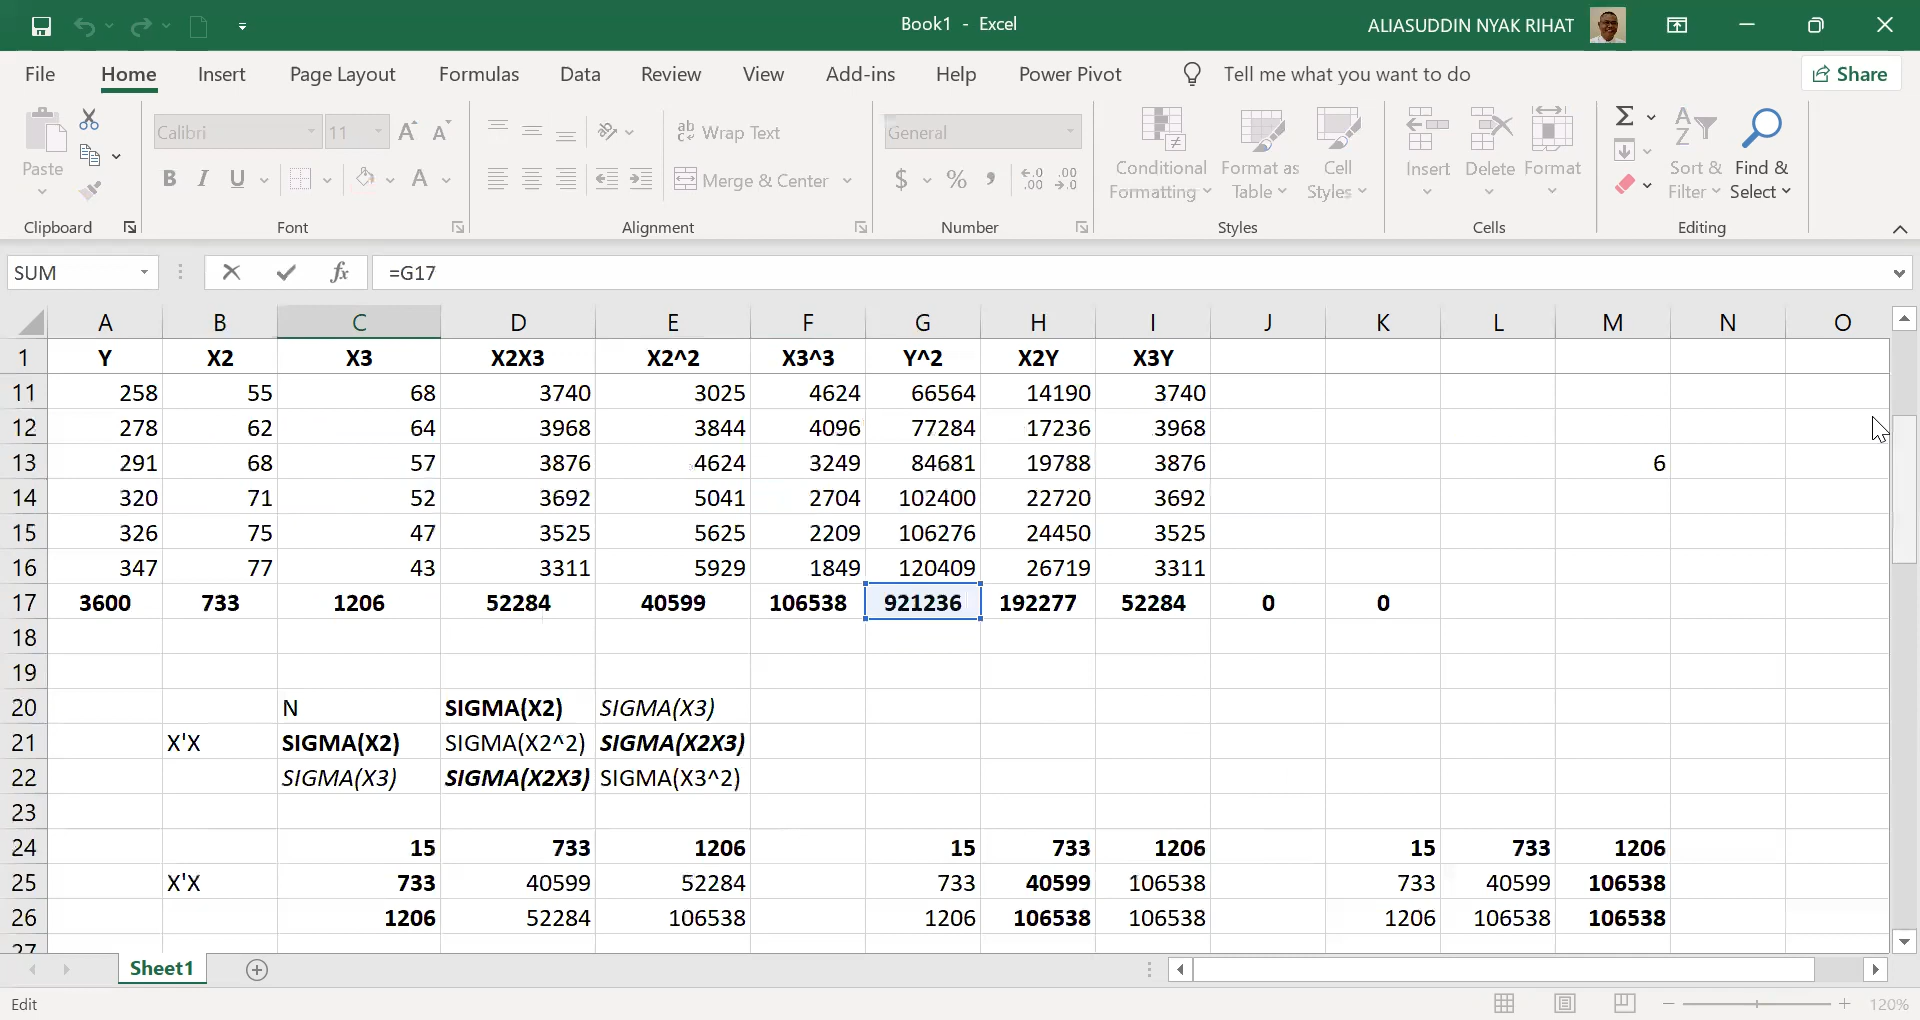 Book1 - Excel
ALIASUDDIN NYAK RIHAT
File Home Insert Page Layout Formulas Data Review View Add-ins Help Power Pivot Tell me what you want to do Share
Paste
Calibri 11
Wrap Text
Merge & Center
General
Conditional Formatting
Format as Table
Cell Styles
Insert Delete Format
Sort & Filter
Find & Select
Clipboard Font Alignment Number Styles Cells Editing
SUM =G17
A B C D E F G H I J K L M N O
1 Y X2 X3 X2X3 X2^2 X3^3 Y^2 X2Y X3Y
11 258 55 68 3740 3025 4624 66564 14190 3740
12 278 62 64 3968 3844 4096 77284 17236 3968
13 291 68 57 3876 4624 3249 84681 19788 3876 6
14 320 71 52 3692 5041 2704 102400 22720 3692
15 326 75 47 3525 5625 2209 106276 24450 3525
16 347 77 43 3311 5929 1849 120409 26719 3311
17 3600 733 1206 52284 40599 106538 921236 192277 52284 0 0
18
19
20 N SIGMA(X2) SIGMA(X3)
21 X'X SIGMA(X2) SIGMA(X2^2) SIGMA(X2X3)
22 SIGMA(X3) SIGMA(X2X3) SIGMA(X3^2)
23
24 15 733 1206 15 733 1206 15 733 1206
25 X'X 733 40599 52284 733 40599 106538 733 40599 106538
26 1206 52284 106538 1206 106538 106538 1206 106538 106538
27
Sheet1
Edit 120%